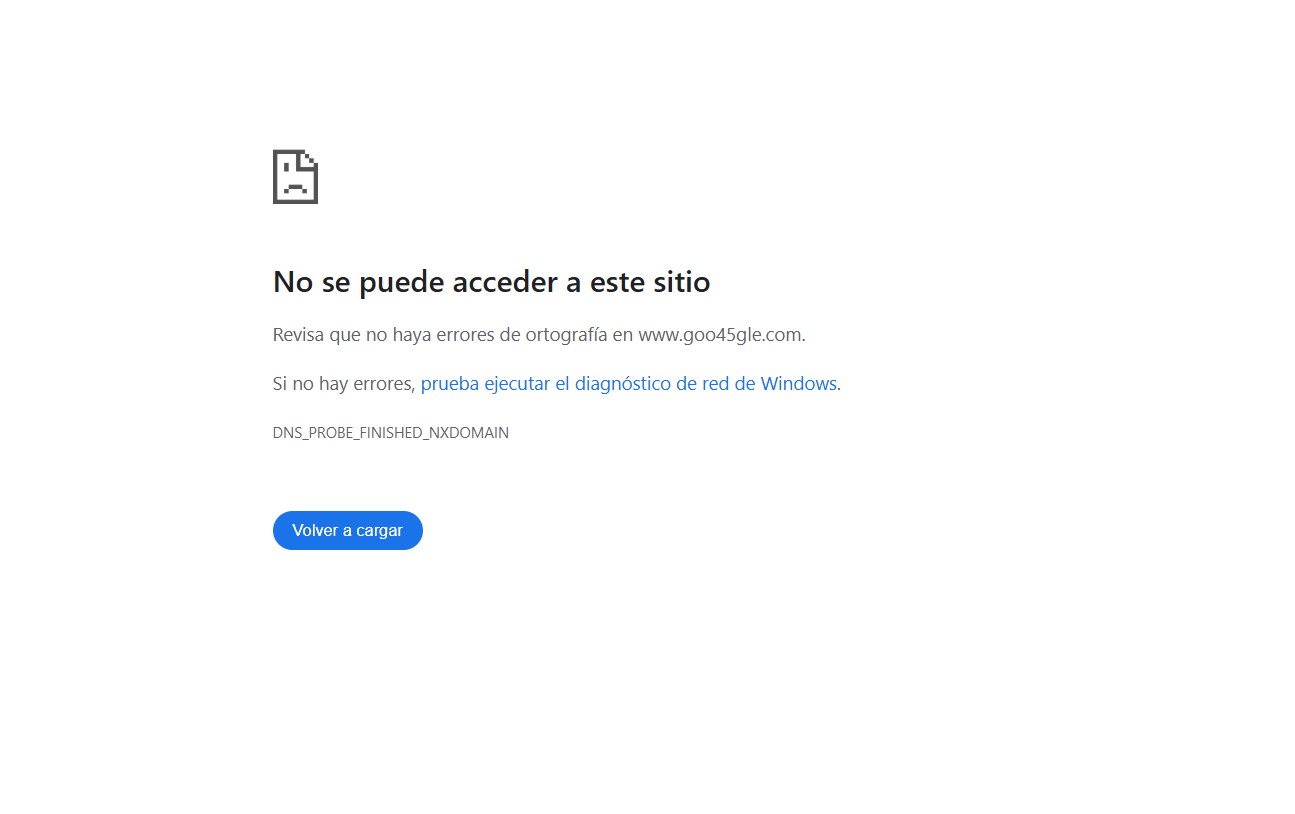 No se puede acceder a este sitio
Revisa que no haya errores de ortografía en www.goo45gle.com.
Si no hay errores, prueba ejecutar el diagnóstico de red de Windows.
DNS_PROBE_FINISHED_NXDOMAIN
Volver a cargar